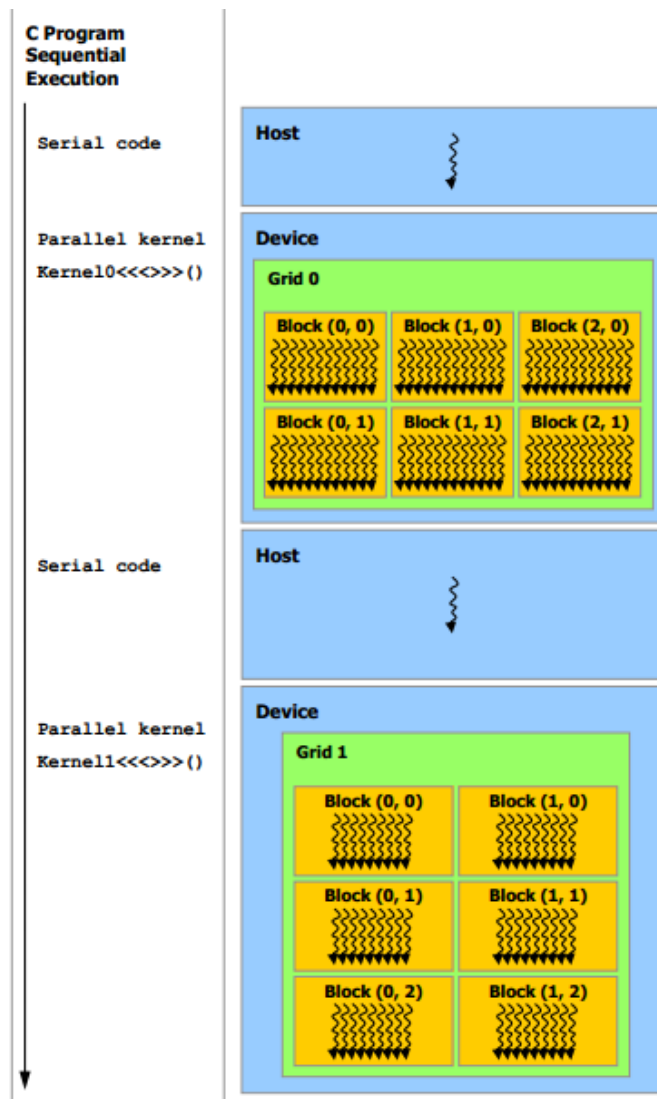 C Program
Sequential
Execution
Serial code
Host
Parallel kernel
Kernel0<<<>>>()
Device
Grid 0
Block (0, 0) Block (1, 0) Block (2, 0)
Block (0, 1) Block (1, 1) Block (2, 1)
Serial code
Host
Parallel kernel
Kernel1<<<>>>()
Device
Grid 1
Block (0, 0) Block (1, 0)
Block (0, 1) Block (1, 1)
Block (0, 2) Block (1, 2)